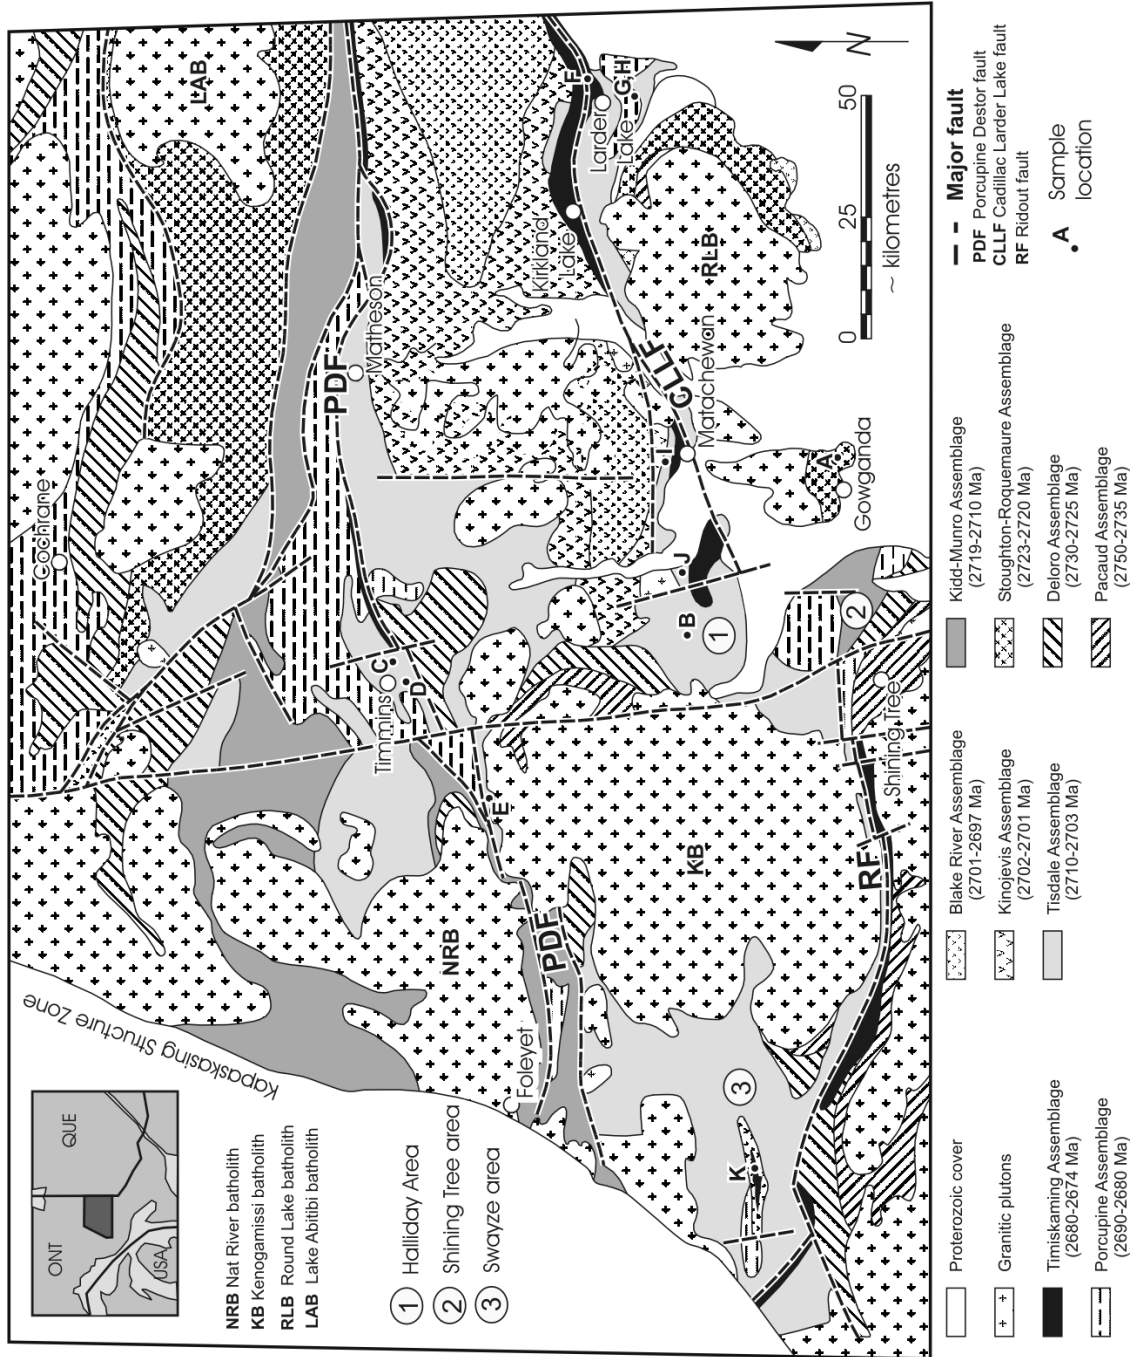 ONT
QUE
USA
NRB Nat River batholith
KB Kenogamissi batholith
RLB Round Lake batholith
LAB Lake Abitibi batholith
1 Halliday Area
2 Shining Tree area
3 Swayze area
Kapaskasing Structure Zone
Cochrane
LAB
PDF
Matheson
Timmins
C
D
E
NRB
PDF
Foleyet
KB
3
K
RF
Shining Tree
2
1
B
J
I
Matachewan
CLLF
Gowganda
A
RLB
Kirkland
Lake
Larder
Lake
F
G,H
N
0
25
50
~ kilometres
Proterozoic cover
Granitic plutons
Timiskaming Assemblage
(2680-2674 Ma)
Porcupine Assemblage
(2690-2680 Ma)
Blake River Assemblage
(2701-2697 Ma)
Kinojevis Assemblage
(2702-2701 Ma)
Tisdale Assemblage
(2710-2703 Ma)
Kidd-Munro Assemblage
(2719-2710 Ma)
Stoughton-Roquemaure Assemblage
(2723-2720 Ma)
Deloro Assemblage
(2730-2725 Ma)
Pacaud Assemblage
(2750-2735 Ma)
Major fault
PDF Porcupine Destor fault
CLLF Cadillac Larder Lake fault
RF Ridout fault
A Sample
location